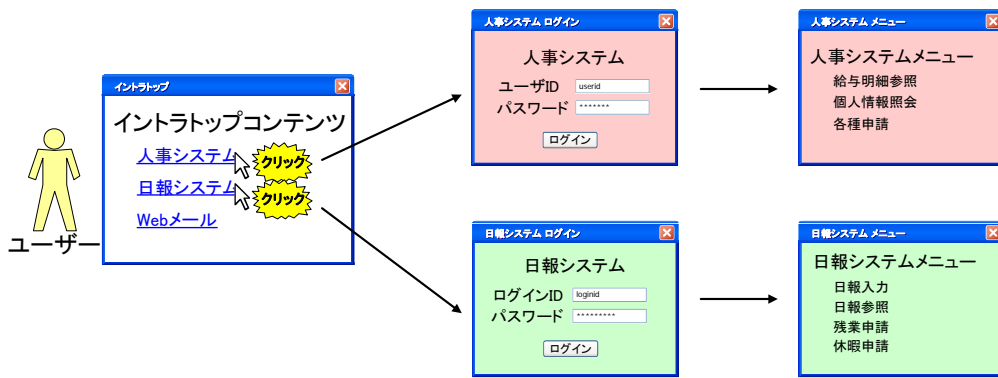 ユーザー
イントラトップ
イントラトップコンテンツ
人事システム
クリック
日報システム
クリック
Webメール
人事システム ログイン
人事システム
ユーザID userid
パスワード *******
ログイン
人事システム メニュー
人事システムメニュー
給与明細参照
個人情報照会
各種申請
日報システム ログイン
日報システム
ログインID loginid
パスワード *********
ログイン
日報システム メニュー
日報システムメニュー
日報入力
日報参照
残業申請
休暇申請